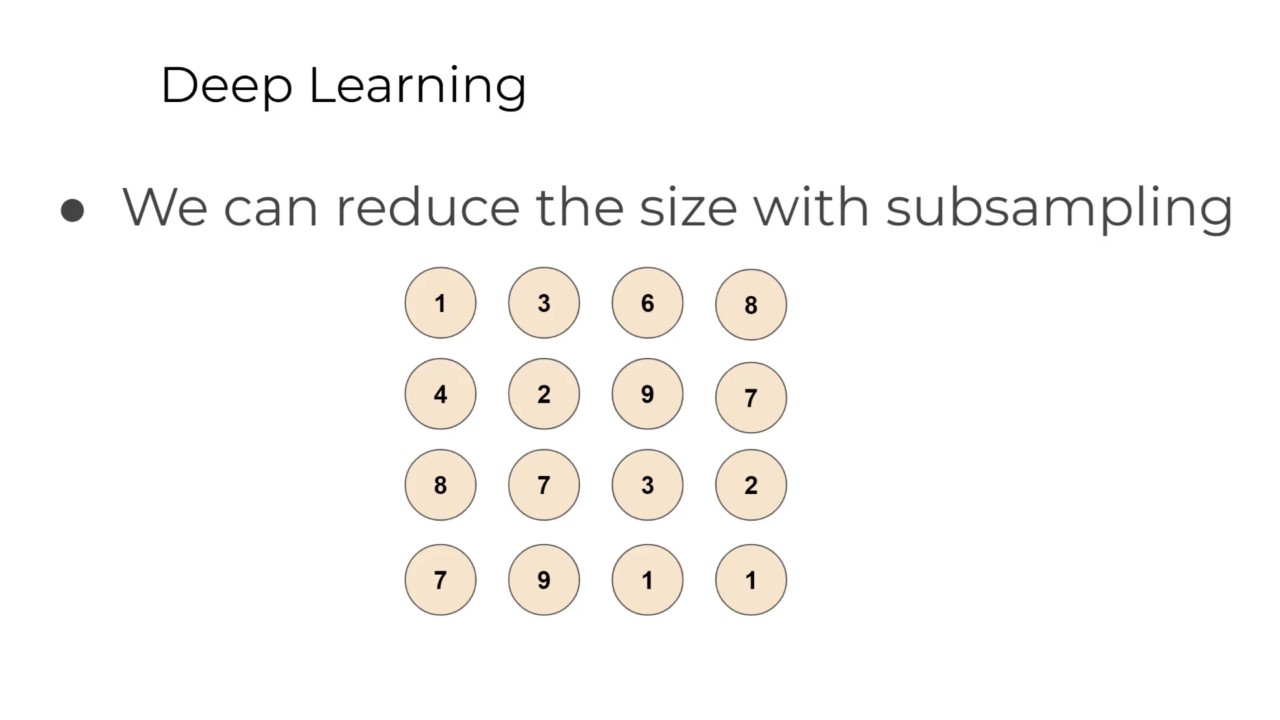 Deep Learning
● We can reduce the size with subsampling
1 3 6 8
4 2 9 7
8 7 3 2
7 9 1 1